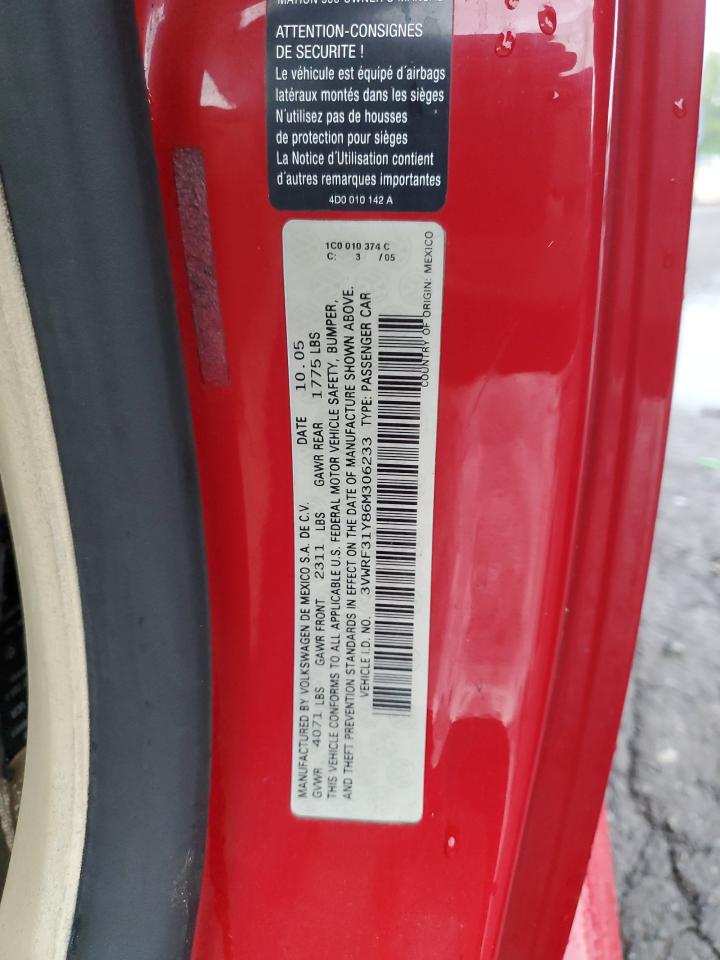 MATION SEE OWNER'S MANUAL
ATTENTION-CONSIGNES
DE SECURITE !
Le véhicule est équipé d'airbags
latéraux montés dans les sièges
N'utilisez pas de housses
de protection pour sièges
La Notice d'Utilisation contient
d'autres remarques importantes
4D0 010 142 A
1C0 010 374 C
C: 3 /05
MANUFACTURED BY VOLKSWAGEN DE MEXICO S.A. DE C.V. DATE 10.05
GVWR 4071 LBS GAWR FRONT 2311 LBS GAWR REAR 1775 LBS
THIS VEHICLE CONFORMS TO ALL APPLICABLE U.S. FEDERAL MOTOR VEHICLE SAFETY, BUMPER,
AND THEFT PREVENTION STANDARDS IN EFFECT ON THE DATE OF MANUFACTURE SHOWN ABOVE.
VEHICLE I.D. NO. 3VWRF31Y86M306233 TYPE: PASSENGER CAR
COUNTRY OF ORIGIN: MEXICO